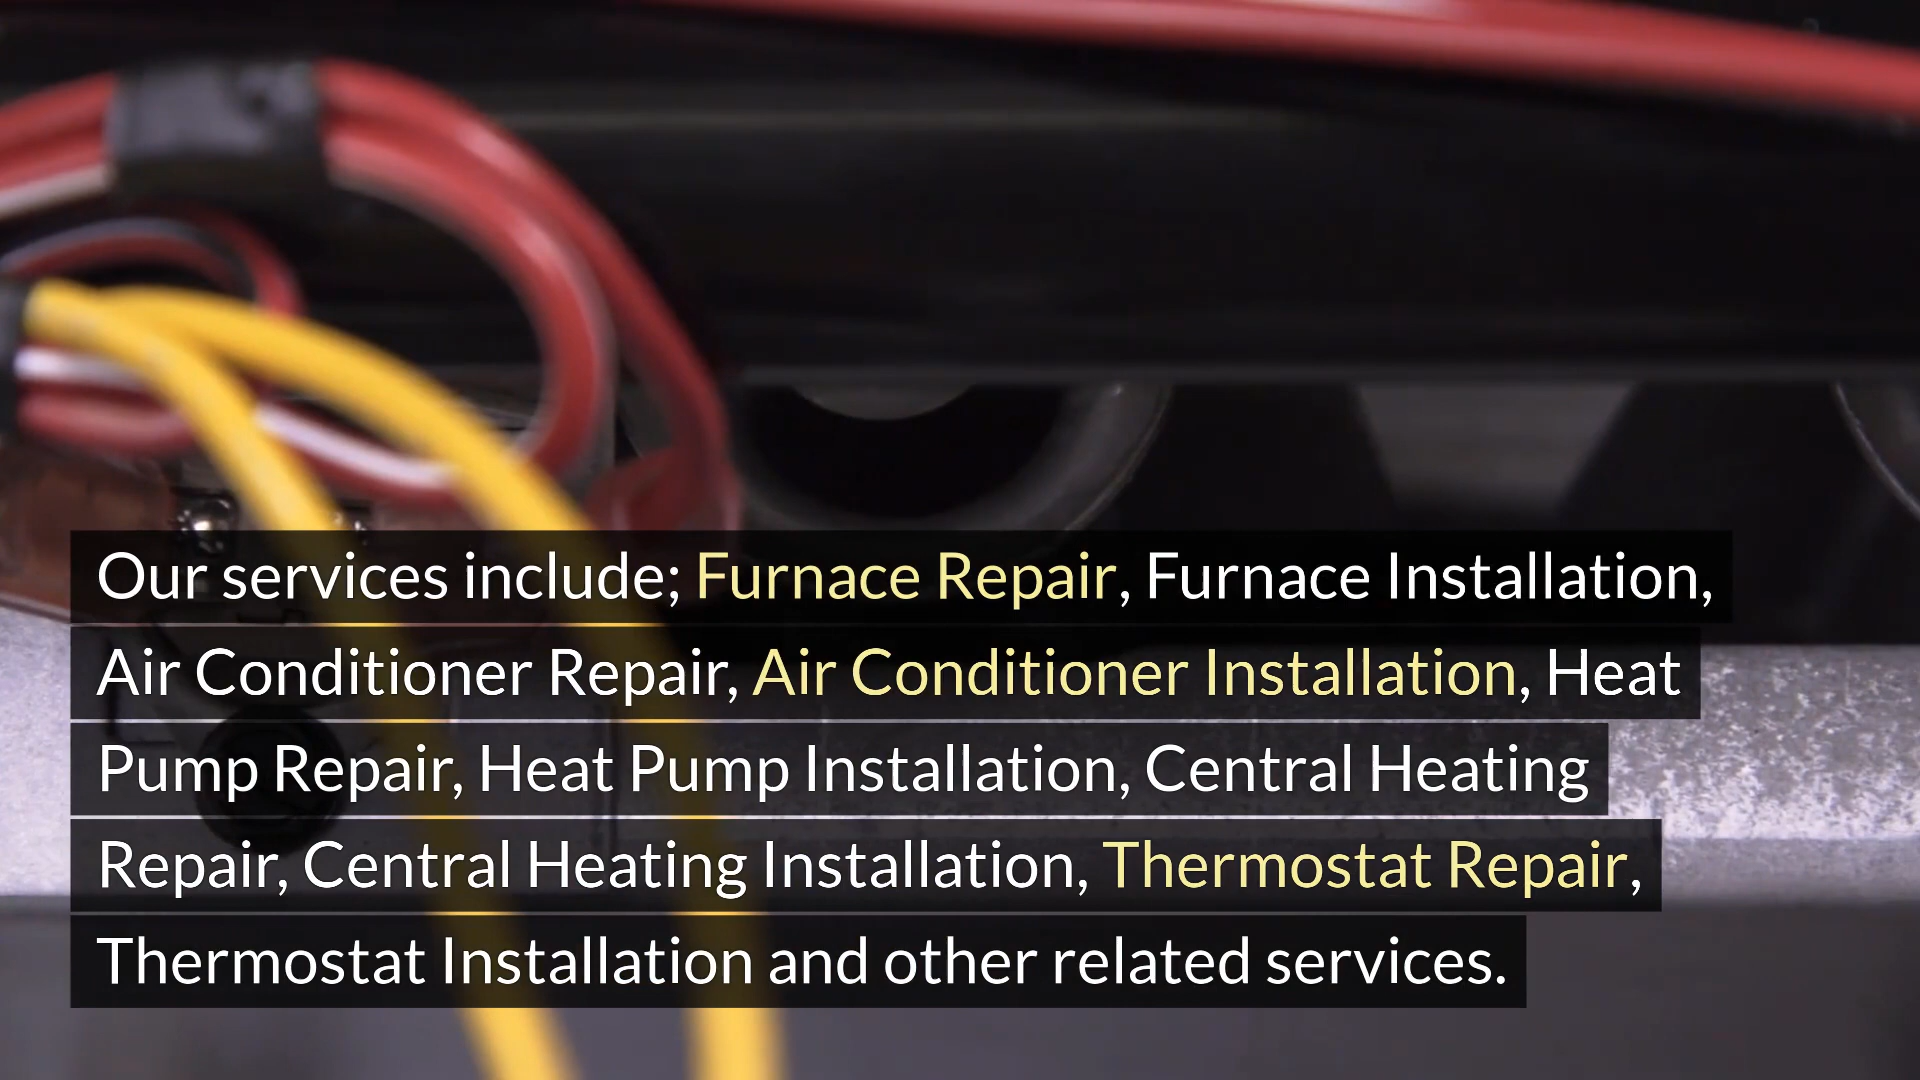 Our services include; Furnace Repair, Furnace Installation,
Air Conditioner Repair, Air Conditioner Installation, Heat
Pump Repair, Heat Pump Installation, Central Heating
Repair, Central Heating Installation, Thermostat Repair,
Thermostat Installation and other related services.